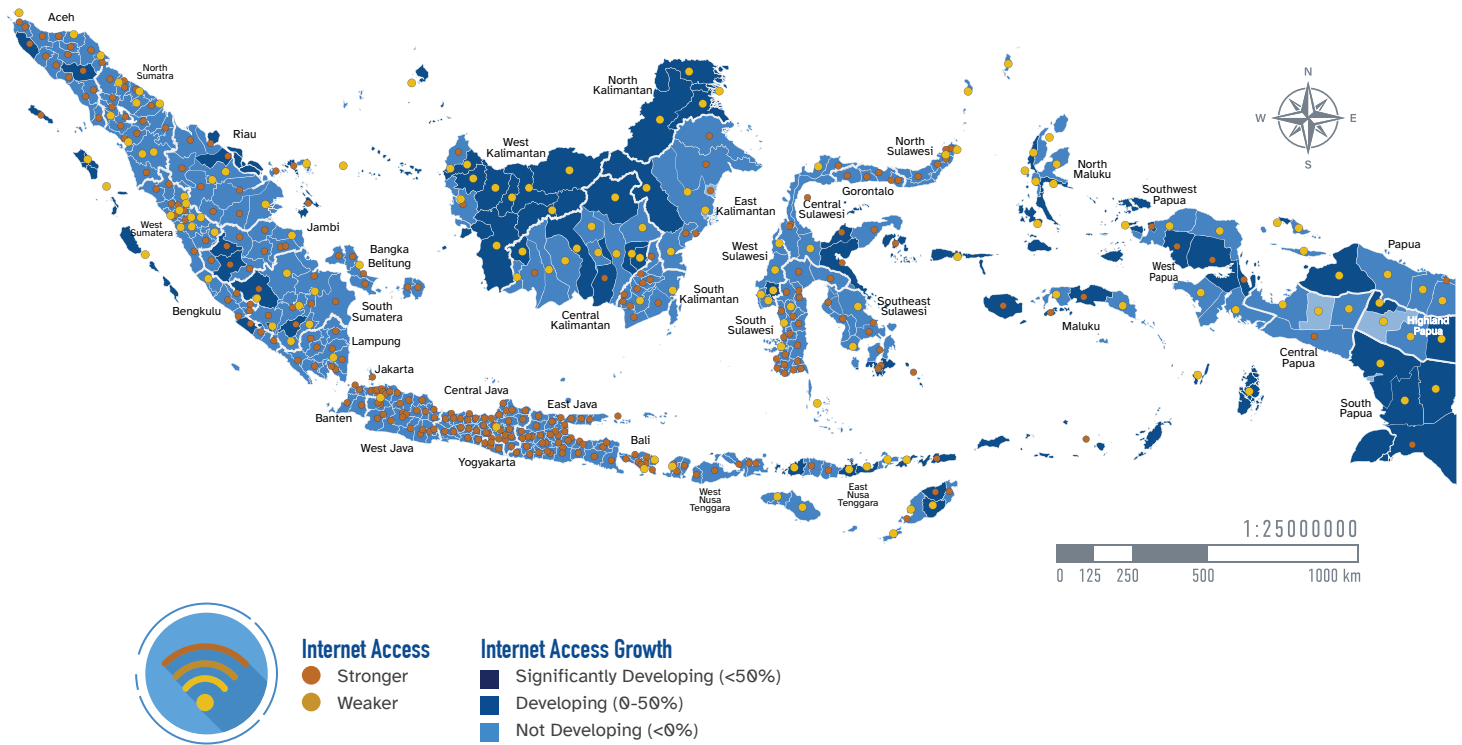 Aceh
North
Sumatra
Riau
West
Sumatera
Jambi
Bangka
Belitung
Bengkulu
South
Sumatera
Lampung
Jakarta
Banten
West Java
Central Java
Yogyakarta
East Java
Bali
West
Nusa
Tenggara
East
Nusa
Tenggara
North
Kalimantan
West
Kalimantan
East
Kalimantan
South
Kalimantan
Central
Kalimantan
North
Sulawesi
Gorontalo
Central
Sulawesi
West
Sulawesi
South
Sulawesi
Southeast
Sulawesi
North
Maluku
Maluku
Southwest
Papua
West
Papua
Papua
Highland
Papua
Central
Papua
South
Papua
N
W
E
S
1:25000000
0 125 250 500 1000 km
Internet Access
Stronger
Weaker
Internet Access Growth
Significantly Developing (<50%)
Developing (0-50%)
Not Developing (<0%)